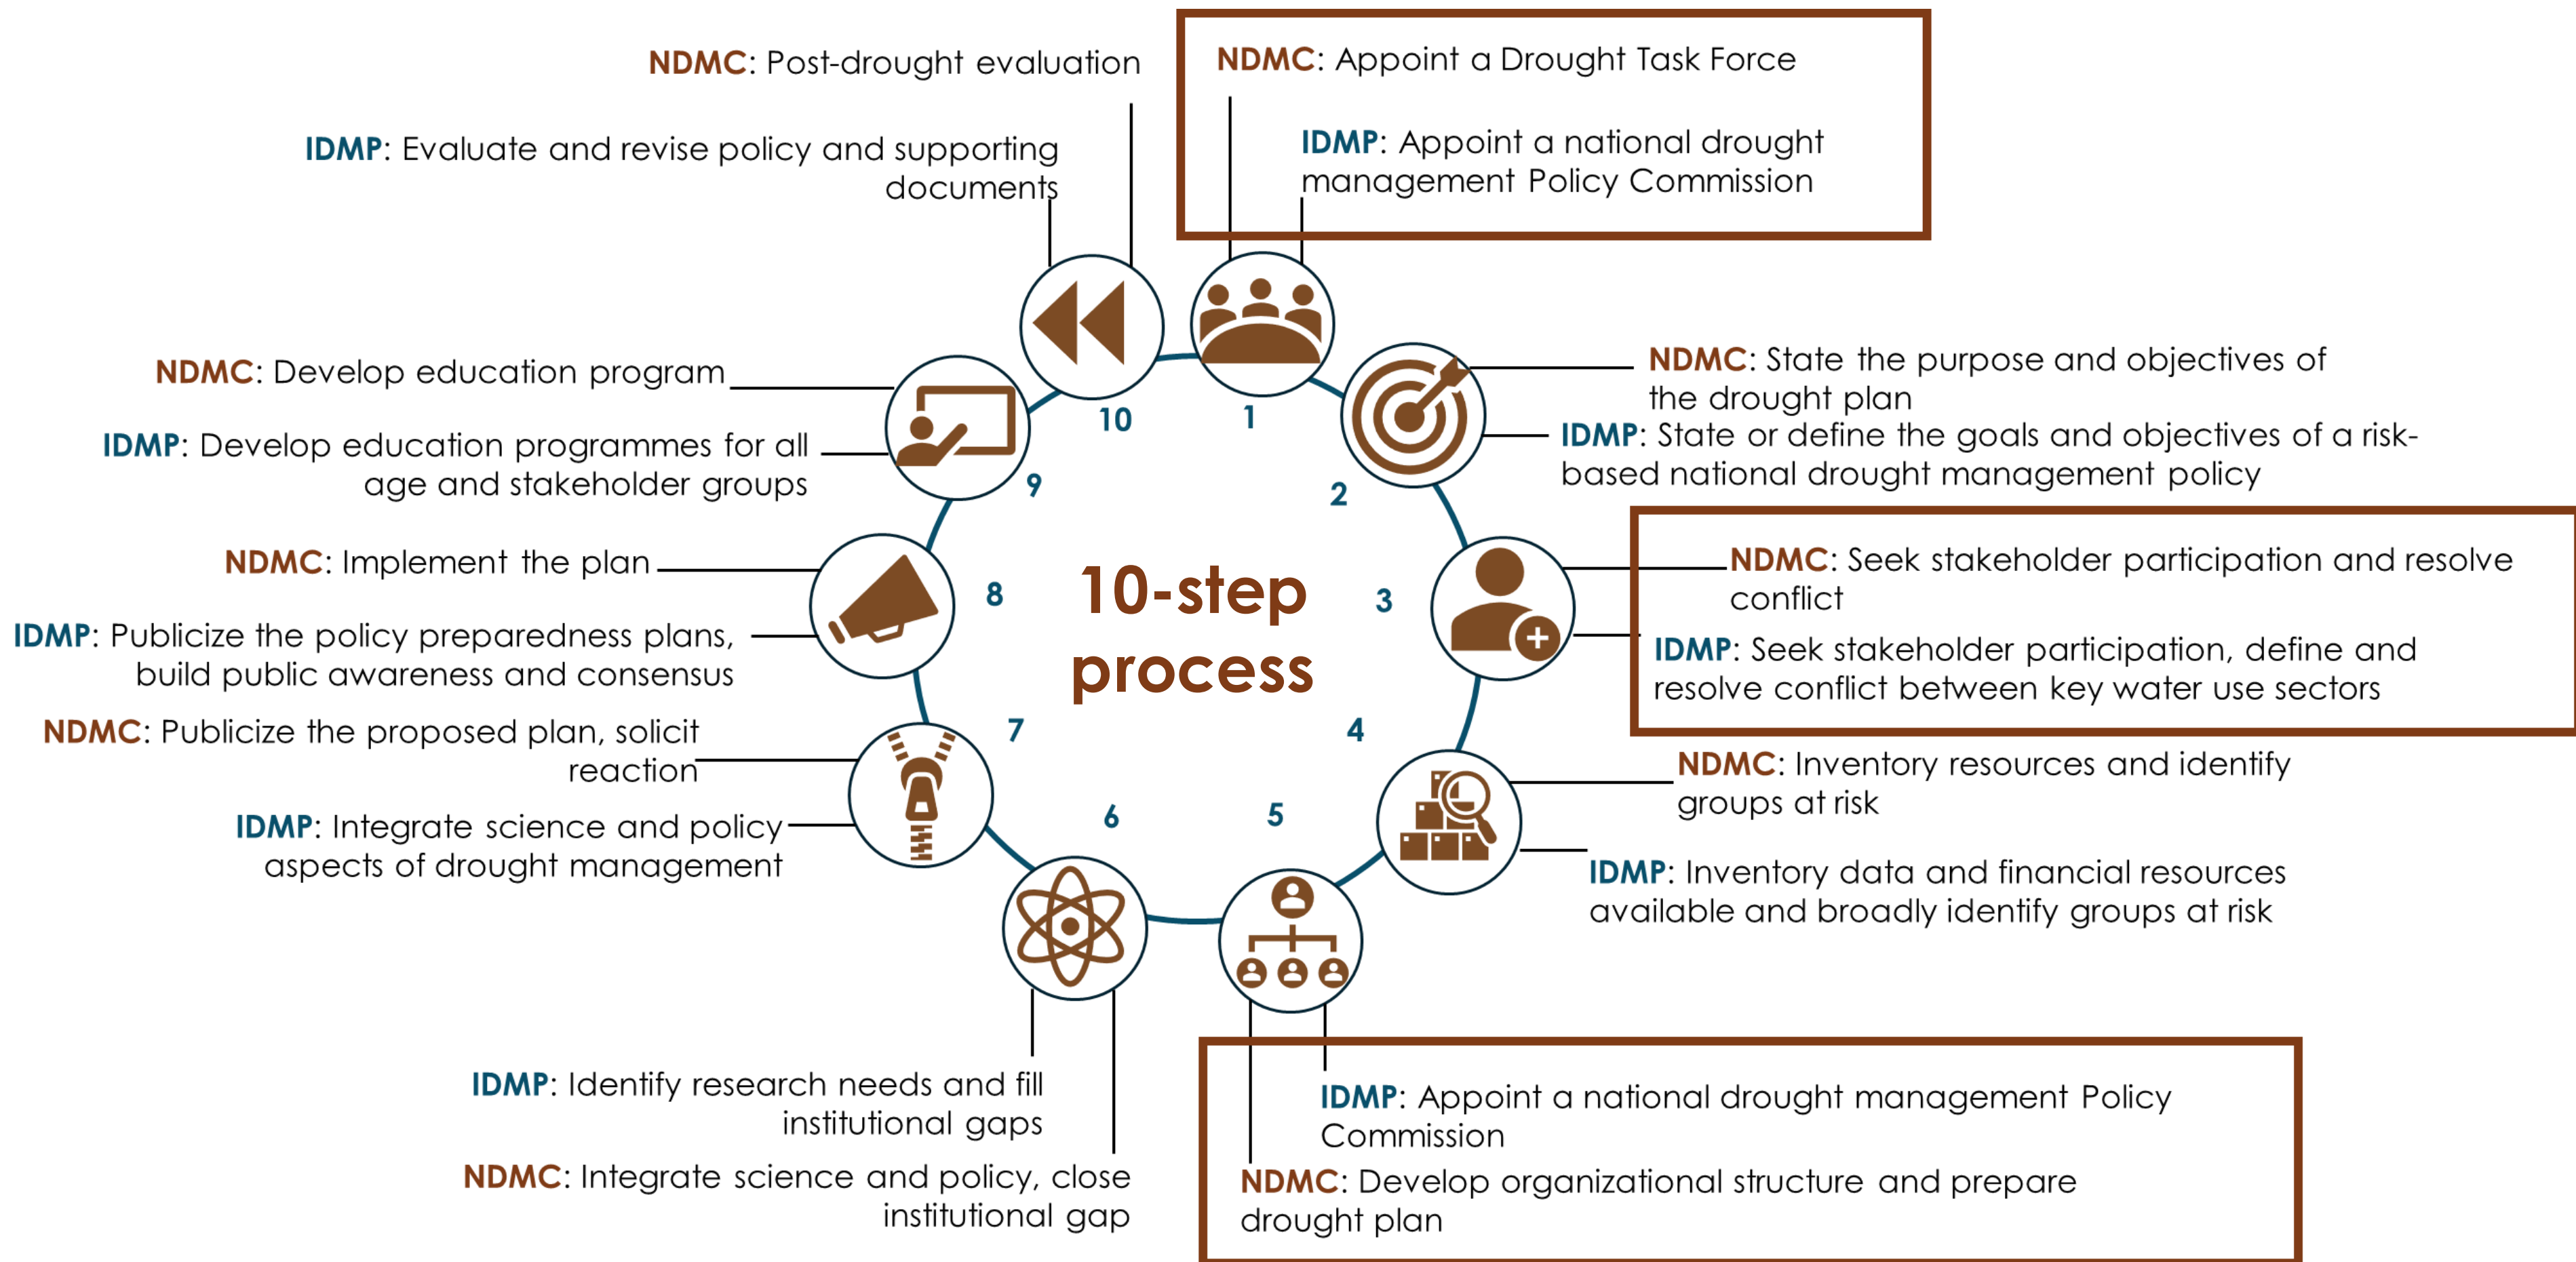 NDMC: Appoint a Drought Task Force
IDMP: Appoint a national drought
management Policy Commission
1
NDMC: State the purpose and objectives of
the drought plan
IDMP: State or define the goals and objectives of a risk-
based national drought management policy
2
NDMC: Seek stakeholder participation and resolve
conflict
IDMP: Seek stakeholder participation, define and
resolve conflict between key water use sectors
3
NDMC: Inventory resources and identify
groups at risk
IDMP: Inventory data and financial resources
available and broadly identify groups at risk
4
5
IDMP: Appoint a national drought management Policy
Commission
NDMC: Develop organizational structure and prepare
drought plan
6
IDMP: Identify research needs and fill
institutional gaps
NDMC: Integrate science and policy, close
institutional gap
7
NDMC: Publicize the proposed plan, solicit
reaction
IDMP: Integrate science and policy
aspects of drought management
8
NDMC: Implement the plan
IDMP: Publicize the policy preparedness plans,
build public awareness and consensus
9
NDMC: Develop education program
IDMP: Develop education programmes for all
age and stakeholder groups
10
NDMC: Post-drought evaluation
IDMP: Evaluate and revise policy and supporting
documents
10-step
process